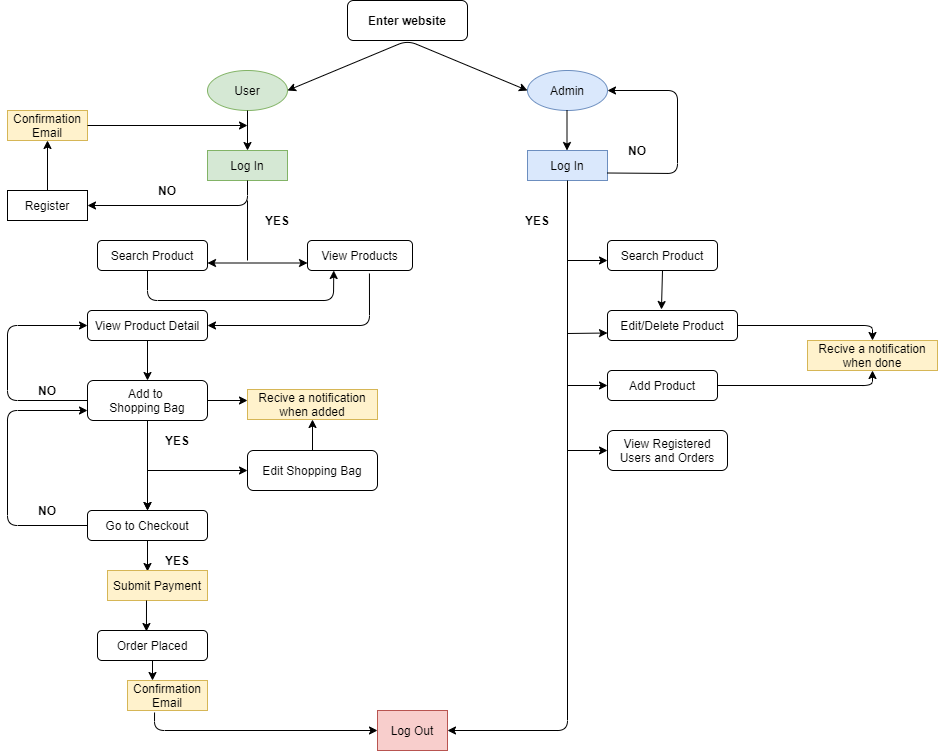 Enter website
User
Admin
Confirmation
Email
Log In
Log In
NO
NO
Register
YES
YES
Search Product
View Products
Search Product
View Product Detail
Edit/Delete Product
Recive a notification
when done
NO
Add to
Shopping Bag
Recive a notification
when added
Add Product
YES
View Registered
Users and Orders
Edit Shopping Bag
NO
Go to Checkout
YES
Submit Payment
Order Placed
Confirmation
Email
Log Out